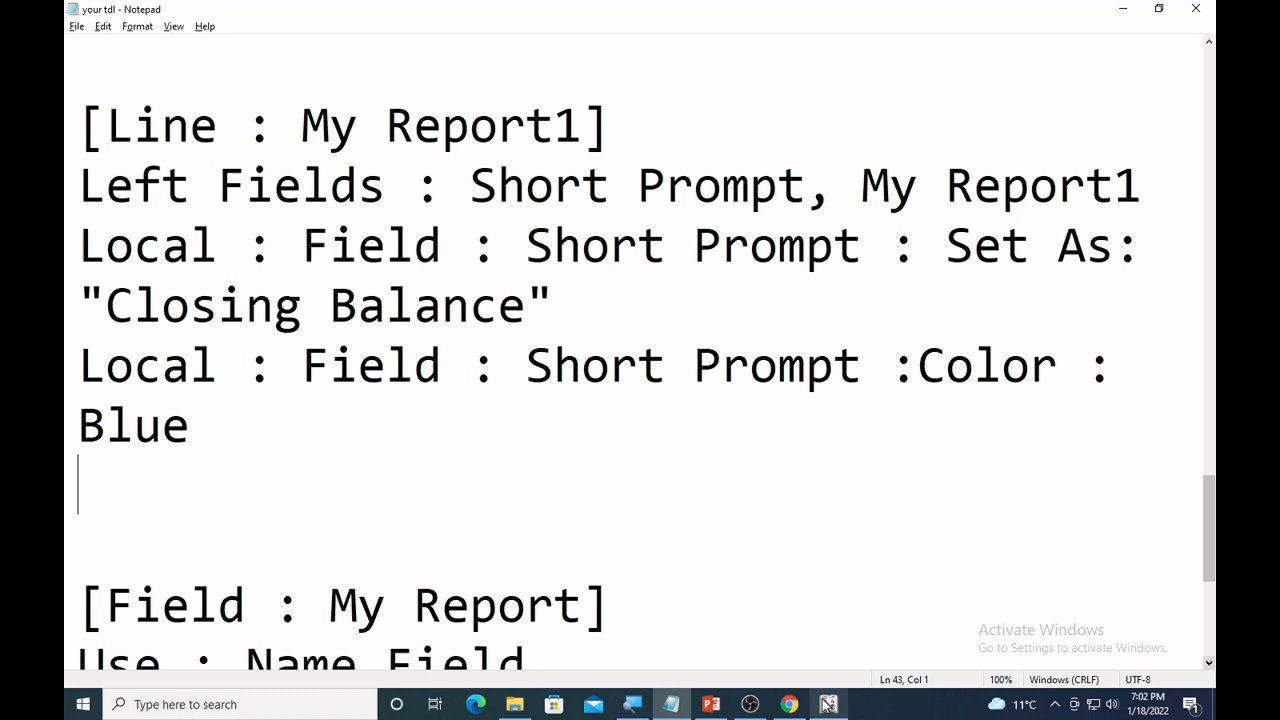 your tdl - Notepad
File Edit Format View Help
[Line : My Report1]
Left Fields : Short Prompt, My Report1
Local : Field : Short Prompt : Set As:
"Closing Balance"
Local : Field : Short Prompt :Color :
Blue
[Field : My Report]
Use : Name Field
Activate Windows
Go to Settings to activate Windows.
Ln 43, Col 1 100% Windows (CRLF) UTF-8
Type here to search
11°C
7:02 PM
1/18/2022
1